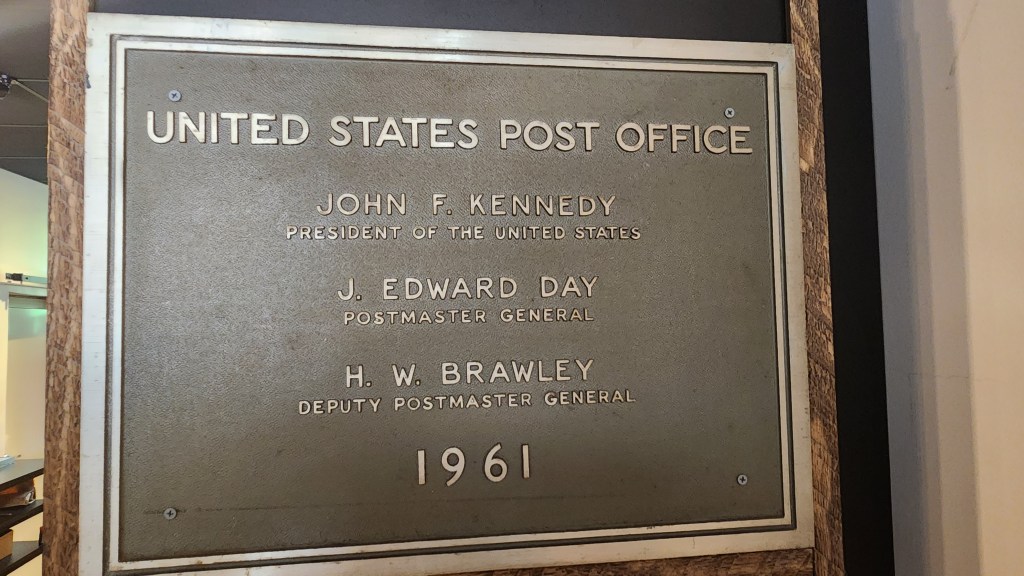 UNITED STATES POST OFFICE
JOHN F. KENNEDY
PRESIDENT OF THE UNITED STATES
J. EDWARD DAY
POSTMASTER GENERAL
H. W. BRAWLEY
DEPUTY POSTMASTER GENERAL
1961